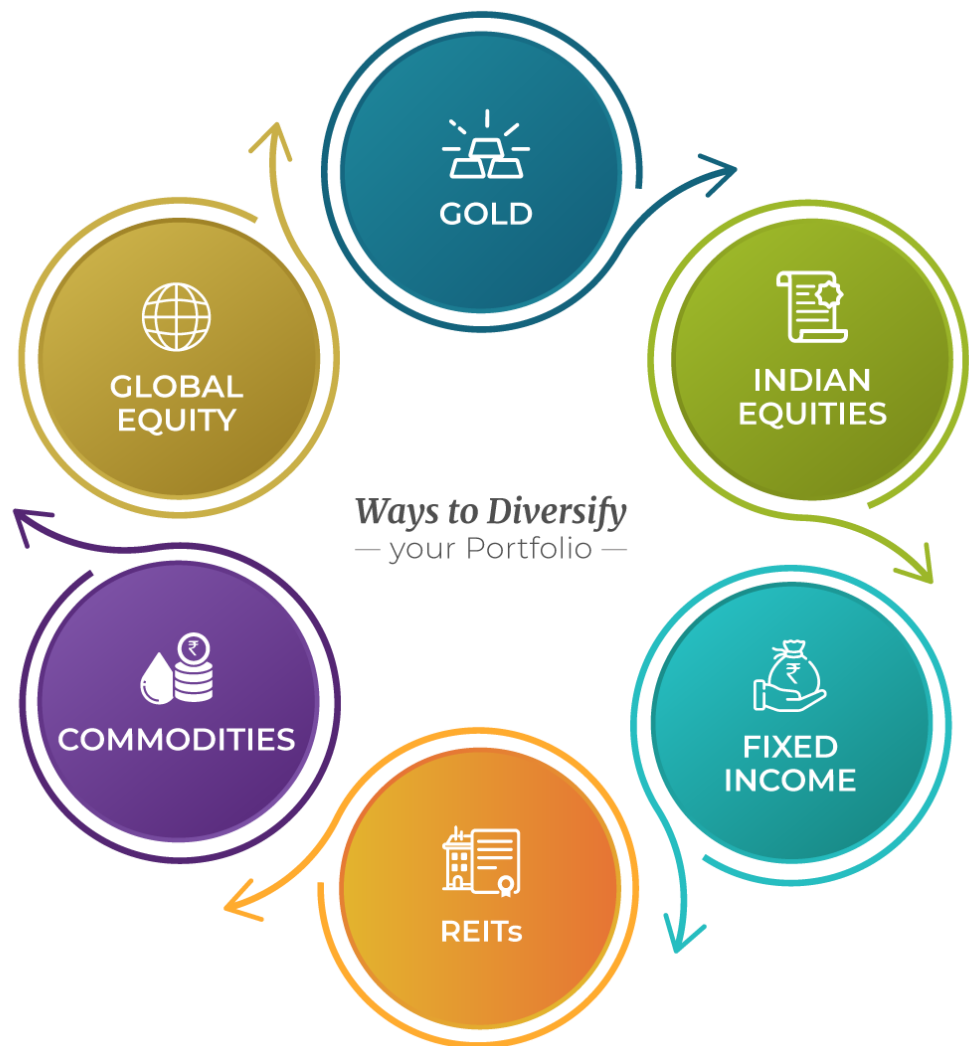 GOLD
INDIAN
EQUITIES
FIXED
INCOME
REITs
COMMODITIES
GLOBAL
EQUITY
Ways to Diversify
— your Portfolio —
₹
₹